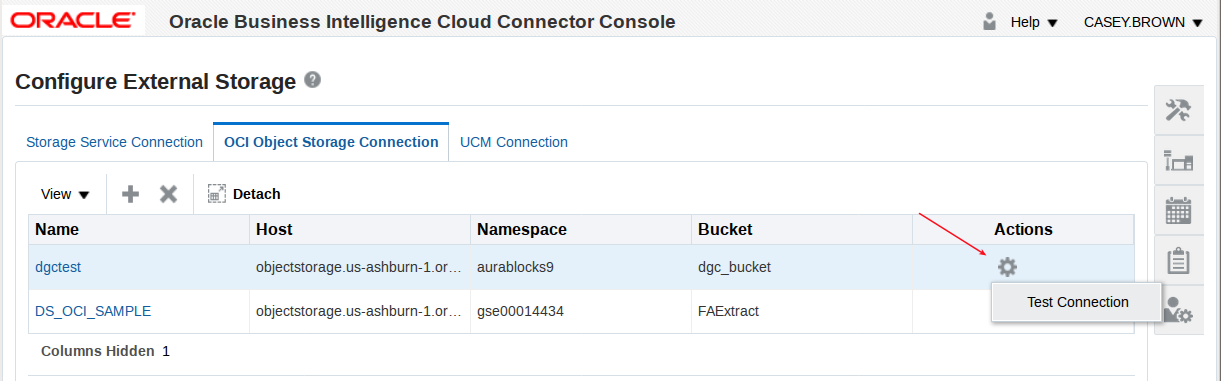 ORACLE Oracle Business Intelligence Cloud Connector Console Help CASEY.BROWN
Configure External Storage ?
Storage Service Connection OCI Object Storage Connection UCM Connection
View Detach
Name Host Namespace Bucket Actions
dgctest objectstorage.us-ashburn-1.or... aurablocks9 dgc_bucket
Test Connection
DS_OCI_SAMPLE objectstorage.us-ashburn-1.or... gse00014434 FAExtract
Columns Hidden 1